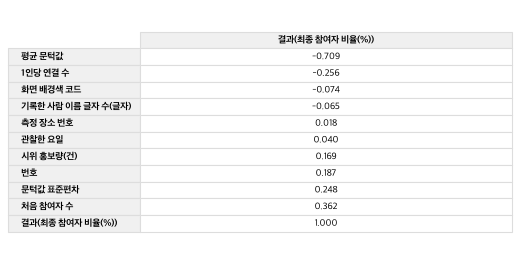 결과(최종 참여자 비율(%))
평균 문턱값 -0.709
1인당 연결 수 -0.256
화면 배경색 코드 -0.074
기록한 사람 이름 글자 수(글자) -0.065
측정 장소 번호 0.018
관찰한 요일 0.040
시위 홍보량(건) 0.169
번호 0.187
문턱값 표준편차 0.248
처음 참여자 수 0.362
결과(최종 참여자 비율(%)) 1.000